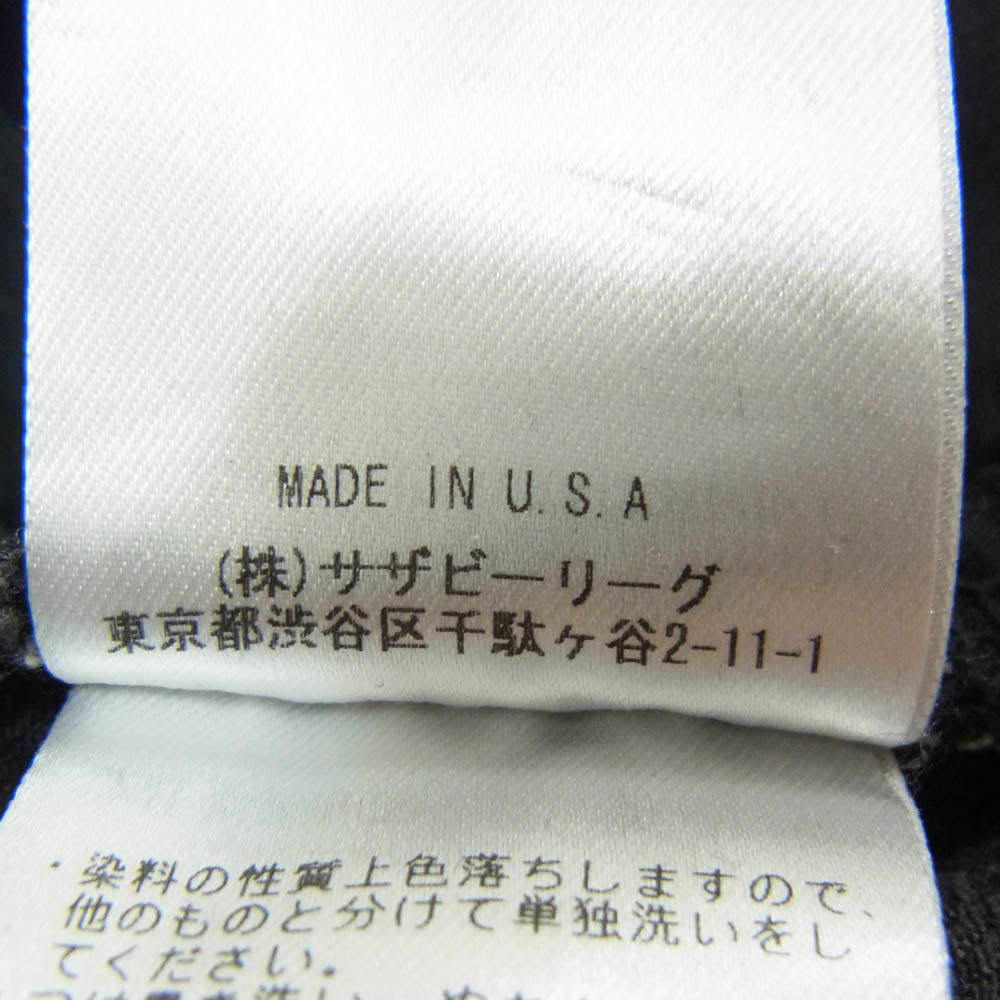 MADE IN U.S.A
(株)サザビーリーグ
東京都渋谷区千駄ヶ谷2-11-1
・染料の性質上色落ちしますので、
他のものと分けて単独洗いをし
てください．